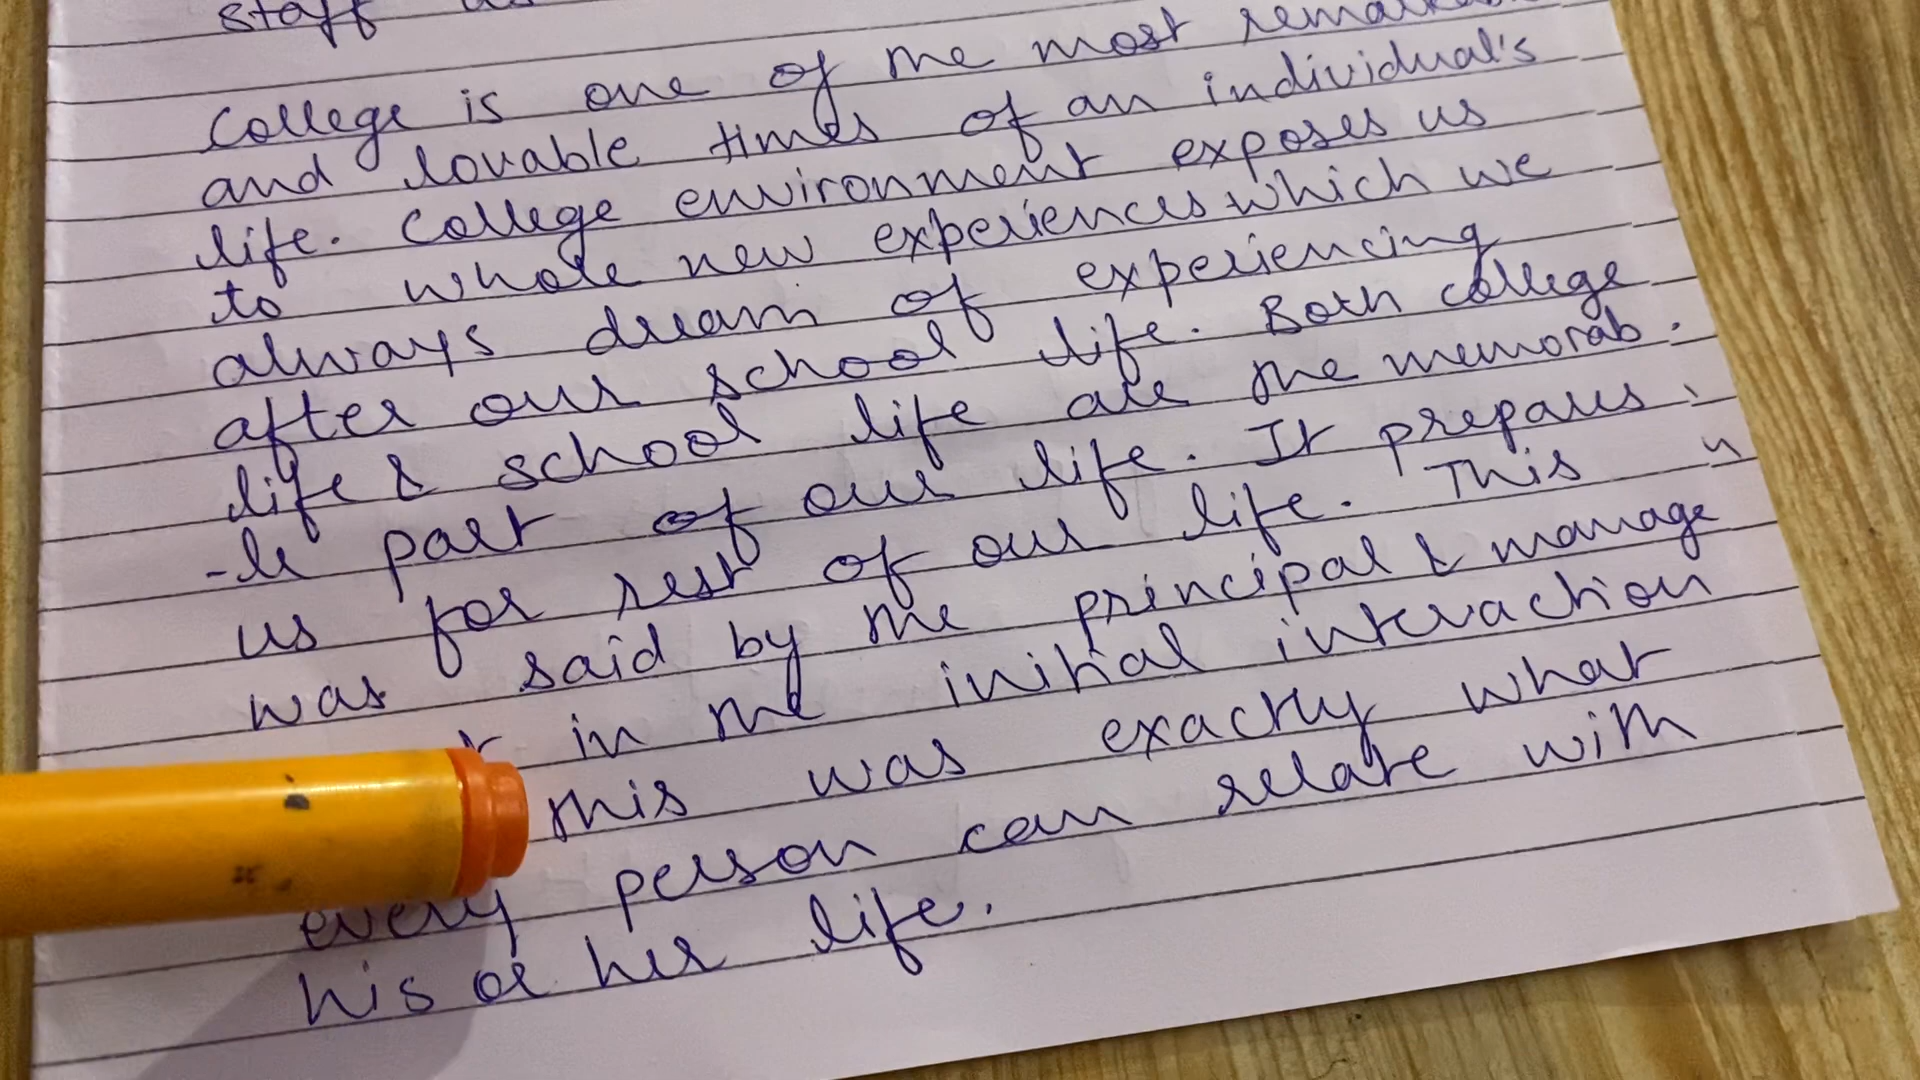 staff
College is one of the most
and lovable times of an individual's
life. College environment exposes us
to whole new experiences which we
always dream of experiencing
after our school life. Both college
life & school life are the memorab
-le part of our life. It prepares
us for rest of our life. This
was said by the principal & manage
in the initial interaction
this was exactly what
every person can relate with
his or her life.